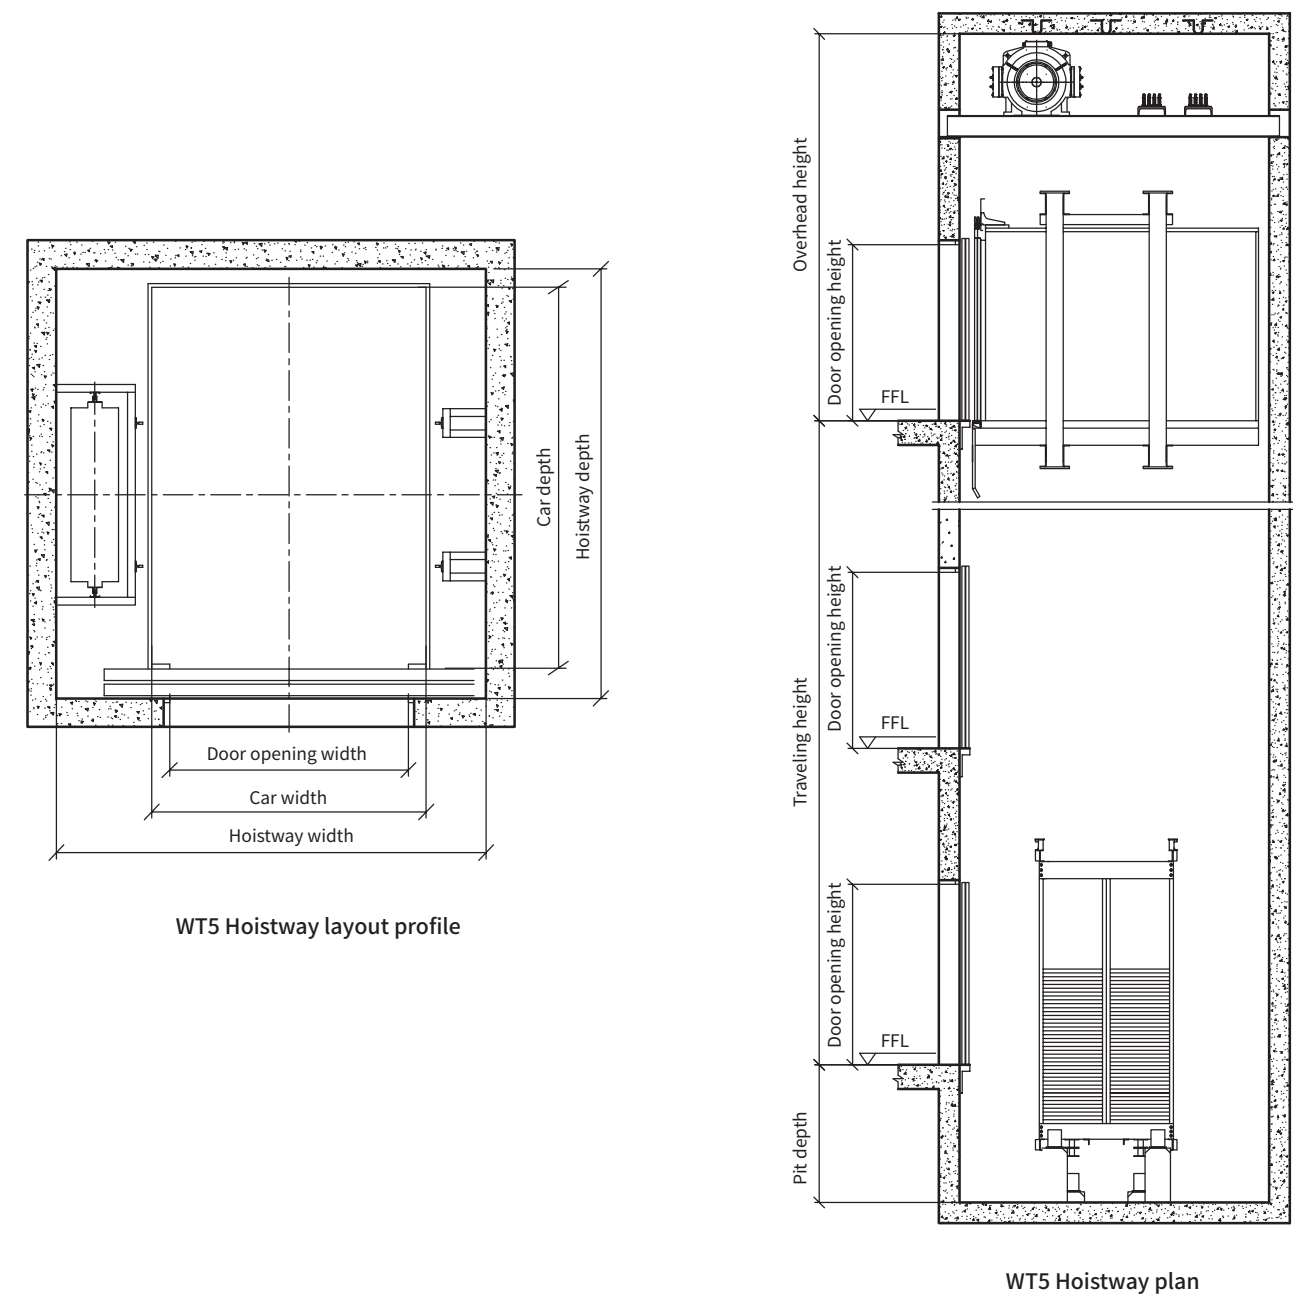 Car depth
Hoistway depth
Door opening width
Car width
Hoistway width
WT5 Hoistway layout profile
Overhead height
Door opening height
FFL
Door opening height
FFL
Traveling height
Door opening height
FFL
Pit depth
WT5 Hoistway plan